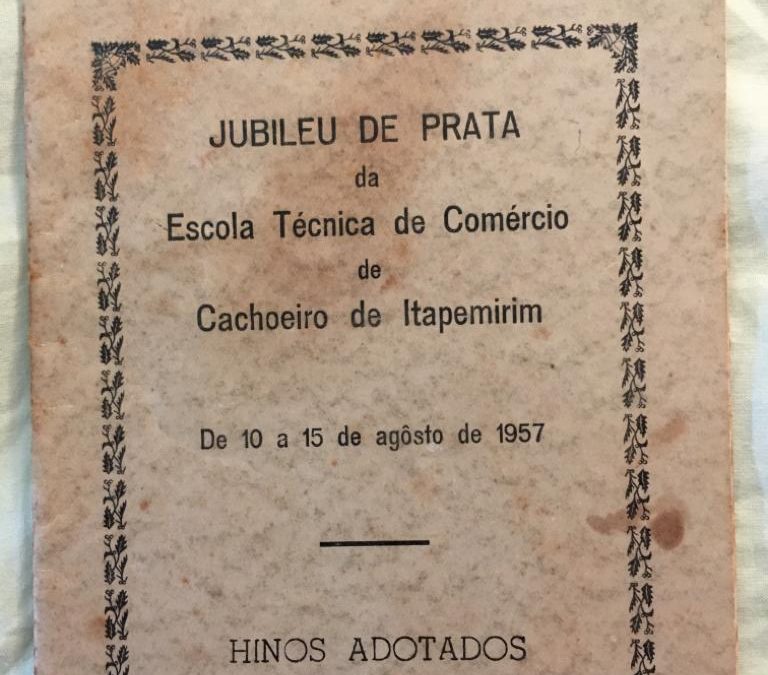 JUBILEU DE PRATA
da
Escola Técnica de Comércio
de
Cachoeiro de Itapemirim
De 10 a 15 de agôsto de 1957
HINOS ADOTADOS